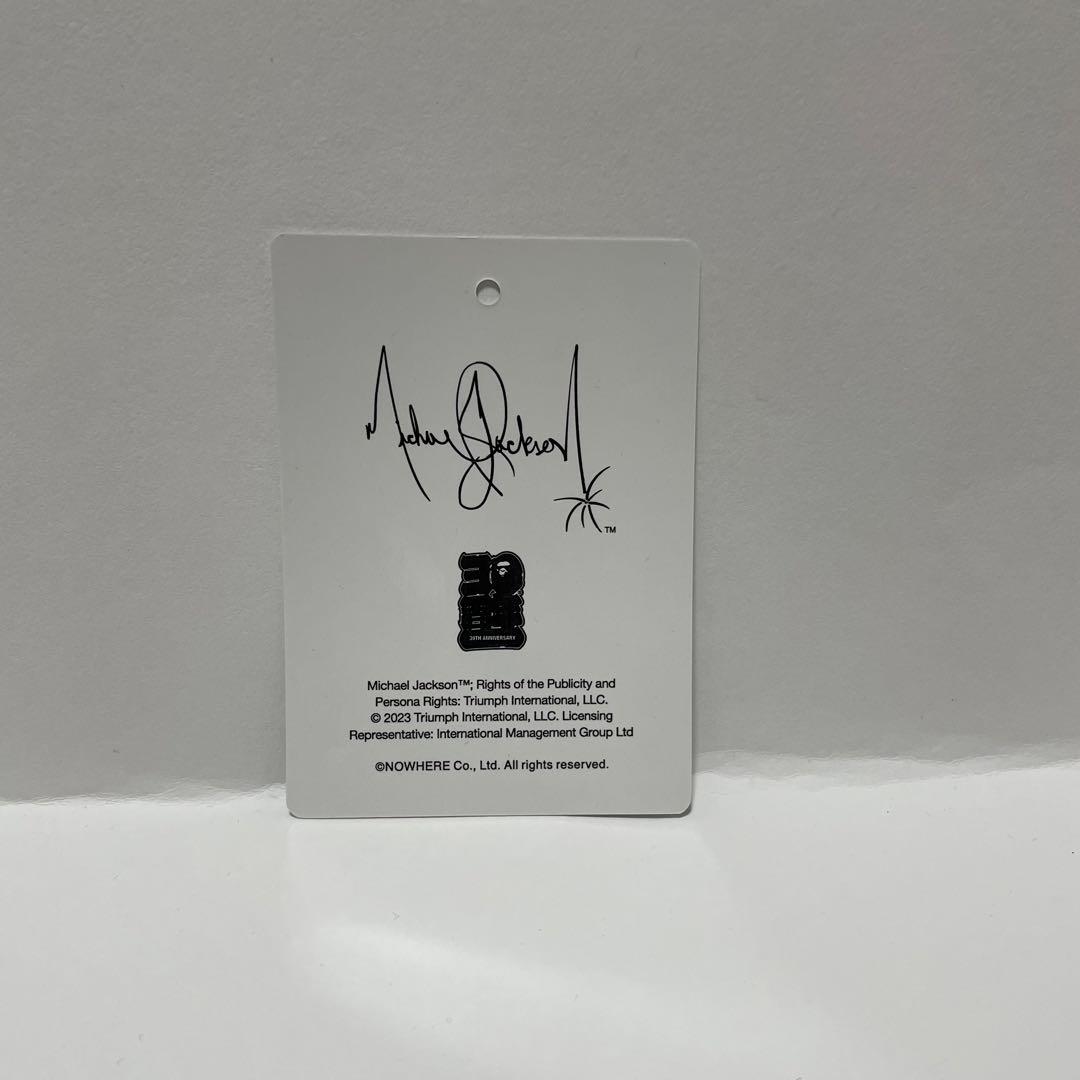 Michael Jackson
TM
30TH ANNIVERSARY
Michael Jackson™; Rights of the Publicity and
Persona Rights: Triumph International, LLC.
© 2023 Triumph International, LLC. Licensing
Representative: International Management Group Ltd
©NOWHERE Co., Ltd. All rights reserved.